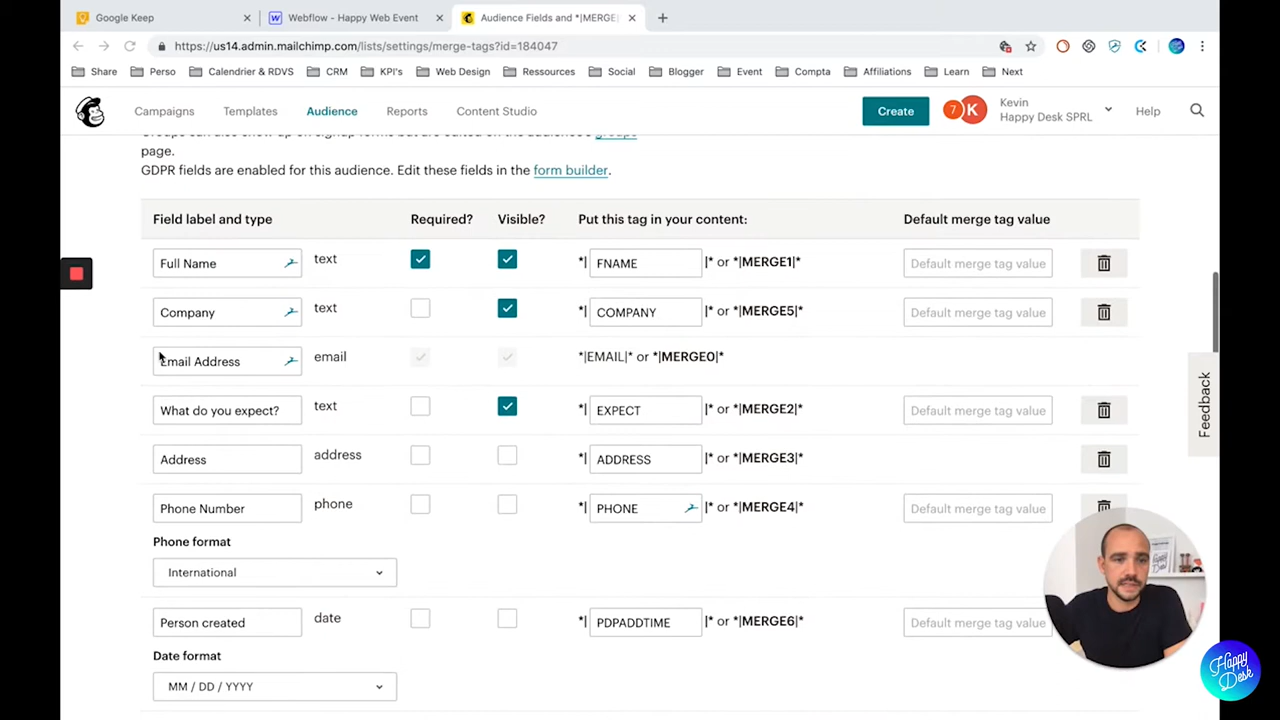 Google Keep
Webflow - Happy Web Event
Audience Fields and *|MERGE|
https://us14.admin.mailchimp.com/lists/settings/merge-tags?id=184047
Share Perso Calendrier & RDVS CRM KPI's Web Design Ressources Social Blogger Event Compta Affiliations Learn Next
Campaigns Templates Audience Reports Content Studio Create 7 K Kevin Help
Happy Desk SPRL
page.
GDPR fields are enabled for this audience. Edit these fields in the form builder.
Field label and type Required? Visible? Put this tag in your content: Default merge tag value
Full Name text *| FNAME |* or *|MERGE1|* Default merge tag value
Company text *| COMPANY |* or *|MERGE5|* Default merge tag value
Email Address email *|EMAIL|* or *|MERGE0|*
What do you expect? text *| EXPECT |* or *|MERGE2|* Default merge tag value
Address address *| ADDRESS |* or *|MERGE3|*
Phone Number phone *| PHONE |* or *|MERGE4|* Default merge tag value
Phone format
International
Person created date *| PDPADDTIME |* or *|MERGE6|* Default merge tag value
Date format
MM / DD / YYYY
Feedback
Happy
Desk